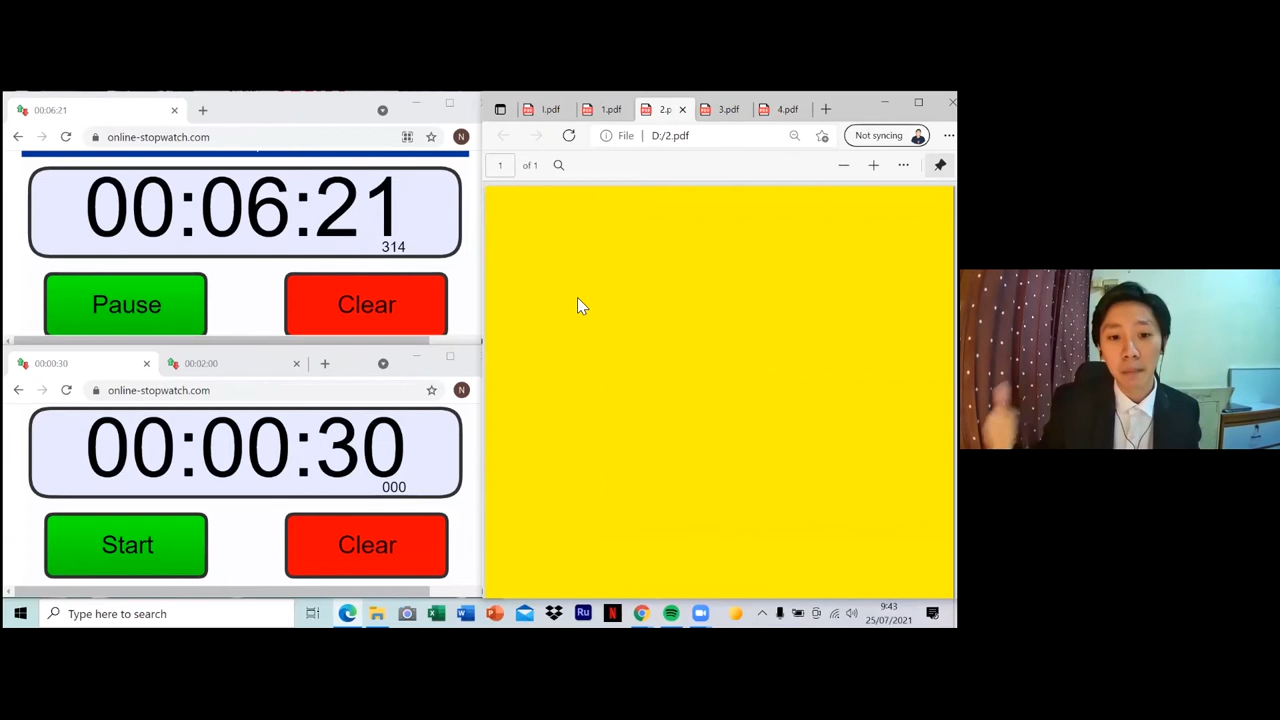 00:06:21
online-stopwatch.com
N
00:06:21
314
Pause
Clear
00:00:30
00:02:00
online-stopwatch.com
N
00:00:30
000
Start
Clear
I.pdf
1.pdf
2.p
3.pdf
4.pdf
File
D:/2.pdf
Not syncing
1
of 1
Type here to search
Ru
N
9:43
25/07/2021